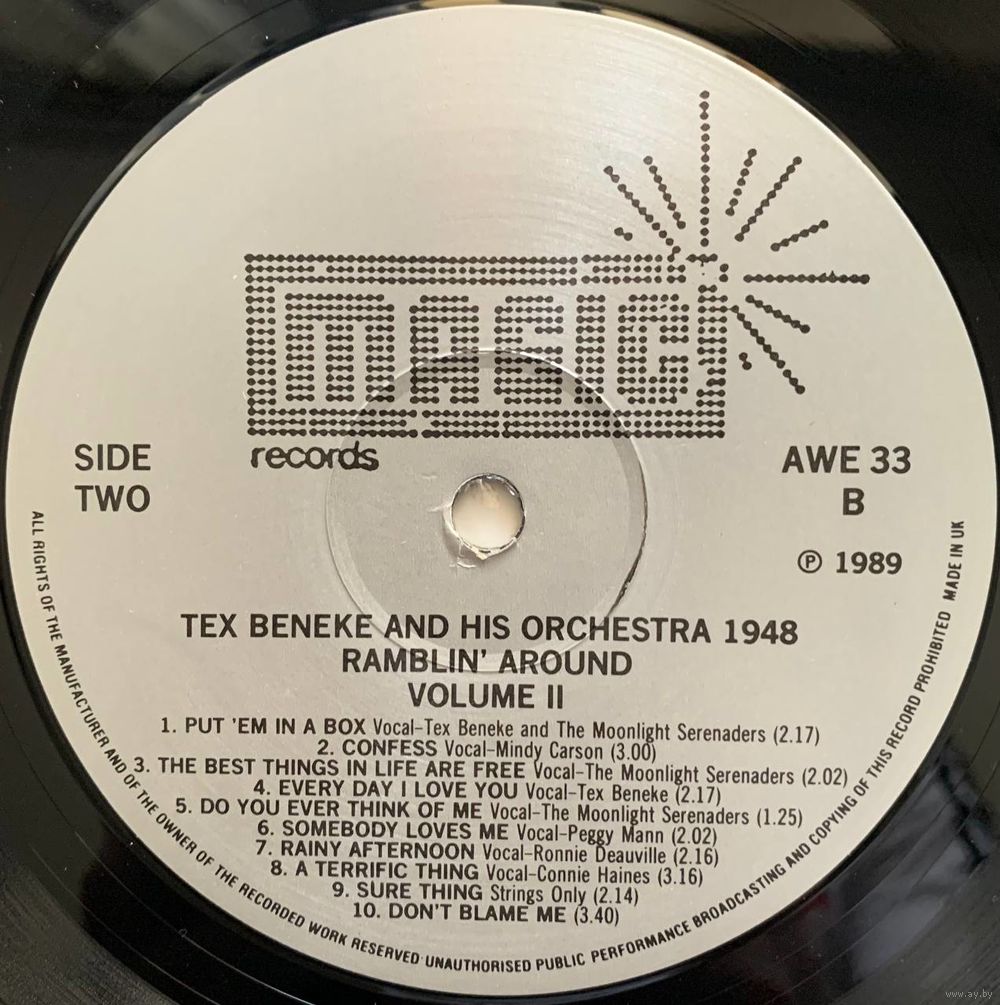 MAGIC
records
SIDE
TWO
AWE 33
B
℗ 1989
TEX BENEKE AND HIS ORCHESTRA 1948
RAMBLIN' AROUND
VOLUME II
1. PUT 'EM IN A BOX Vocal-Tex Beneke and The Moonlight Serenaders (2.17)
2. CONFESS Vocal-Mindy Carson (3.00)
3. THE BEST THINGS IN LIFE ARE FREE Vocal-The Moonlight Serenaders (2.02)
4. EVERY DAY I LOVE YOU Vocal-Tex Beneke (2.17)
5. DO YOU EVER THINK OF ME Vocal-The Moonlight Serenaders (1.25)
6. SOMEBODY LOVES ME Vocal-Peggy Mann (2.02)
7. RAINY AFTERNOON Vocal-Ronnie Deauville (2.16)
8. A TERRIFIC THING Vocal-Connie Haines (3.16)
9. SURE THING Strings Only (2.14)
10. DON'T BLAME ME (3.40)
ALL RIGHTS OF THE MANUFACTURER AND OF THE OWNER OF THE RECORDED WORK RESERVED UNAUTHORISED PUBLIC PERFORMANCE BROADCASTING AND COPYING OF THIS RECORD PROHIBITED MADE IN UK
www.ay.by